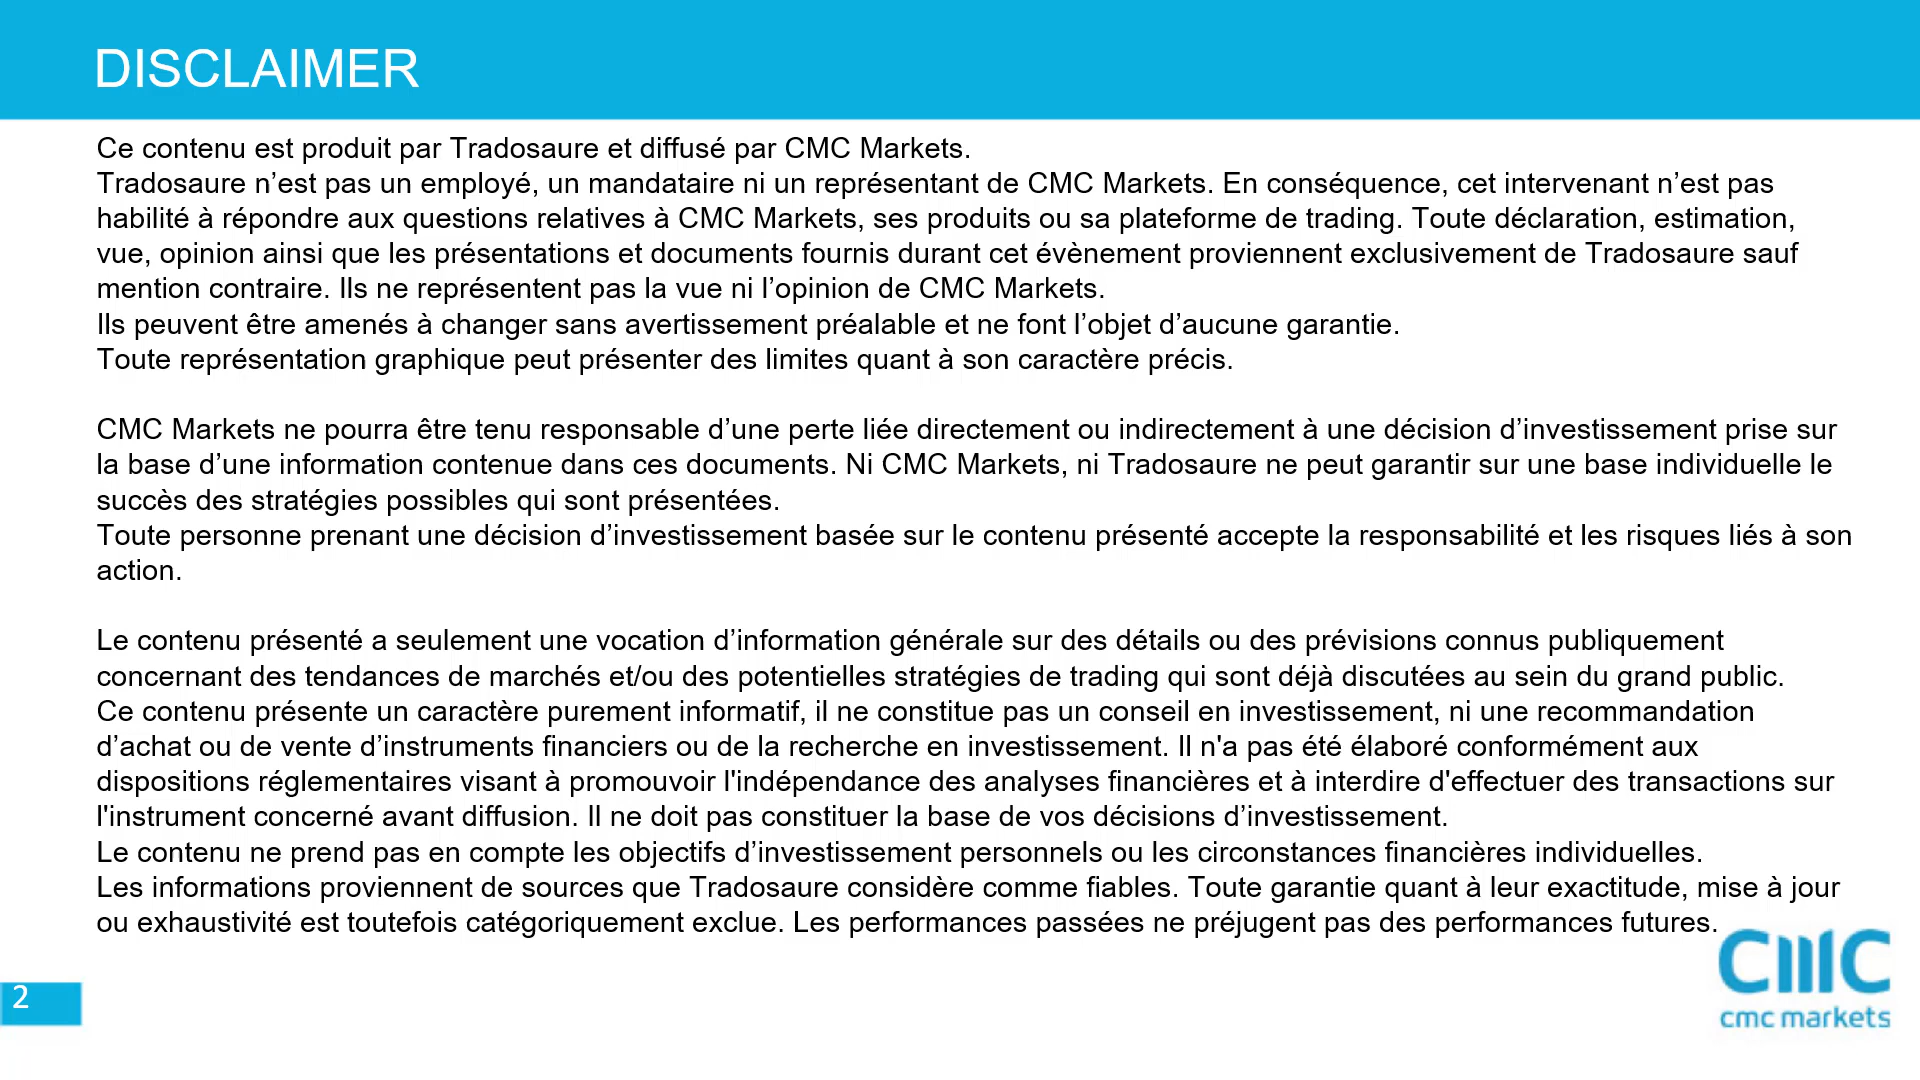 DISCLAIMER
Ce contenu est produit par Tradosaure et diffusé par CMC Markets.
Tradosaure n’est pas un employé, un mandataire ni un représentant de CMC Markets. En conséquence, cet intervenant n’est pas
habilité à répondre aux questions relatives à CMC Markets, ses produits ou sa plateforme de trading. Toute déclaration, estimation,
vue, opinion ainsi que les présentations et documents fournis durant cet évènement proviennent exclusivement de Tradosaure sauf
mention contraire. Ils ne représentent pas la vue ni l’opinion de CMC Markets.
Ils peuvent être amenés à changer sans avertissement préalable et ne font l’objet d’aucune garantie.
Toute représentation graphique peut présenter des limites quant à son caractère précis.
CMC Markets ne pourra être tenu responsable d’une perte liée directement ou indirectement à une décision d’investissement prise sur
la base d’une information contenue dans ces documents. Ni CMC Markets, ni Tradosaure ne peut garantir sur une base individuelle le
succès des stratégies possibles qui sont présentées.
Toute personne prenant une décision d’investissement basée sur le contenu présenté accepte la responsabilité et les risques liés à son
action.
Le contenu présenté a seulement une vocation d’information générale sur des détails ou des prévisions connus publiquement
concernant des tendances de marchés et/ou des potentielles stratégies de trading qui sont déjà discutées au sein du grand public.
Ce contenu présente un caractère purement informatif, il ne constitue pas un conseil en investissement, ni une recommandation
d’achat ou de vente d’instruments financiers ou de la recherche en investissement. Il n'a pas été élaboré conformément aux
dispositions réglementaires visant à promouvoir l'indépendance des analyses financières et à interdire d'effectuer des transactions sur
l'instrument concerné avant diffusion. Il ne doit pas constituer la base de vos décisions d’investissement.
Le contenu ne prend pas en compte les objectifs d’investissement personnels ou les circonstances financières individuelles.
Les informations proviennent de sources que Tradosaure considère comme fiables. Toute garantie quant à leur exactitude, mise à jour
ou exhaustivité est toutefois catégoriquement exclue. Les performances passées ne préjugent pas des performances futures.
CMC
cmc markets
2